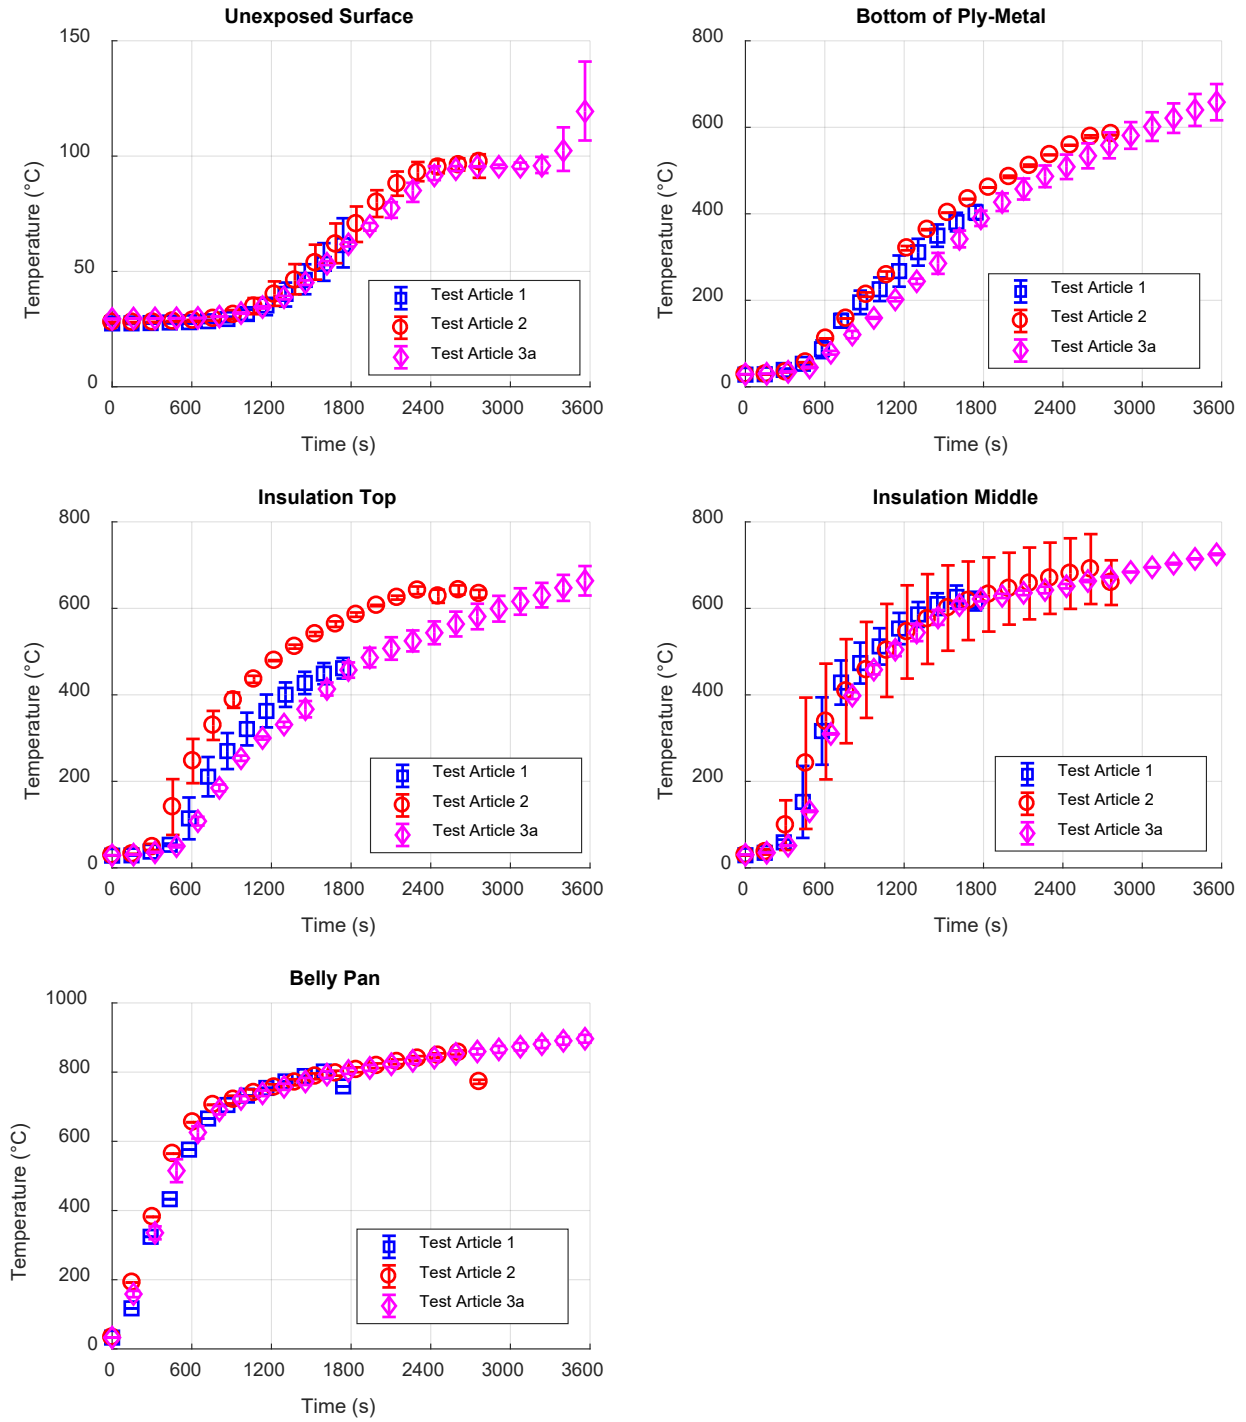 Unexposed Surface
150
100
50
0
Temperature (°C)
Test Article 1
Test Article 2
Test Article 3a
0 600 1200 1800 2400 3000 3600
Time (s)
Bottom of Ply-Metal
800
600
400
200
0
Temperature (°C)
Test Article 1
Test Article 2
Test Article 3a
0 600 1200 1800 2400 3000 3600
Time (s)
Insulation Top
800
600
400
200
0
Temperature (°C)
Test Article 1
Test Article 2
Test Article 3a
0 600 1200 1800 2400 3000 3600
Time (s)
Insulation Middle
800
600
400
200
0
Temperature (°C)
Test Article 1
Test Article 2
Test Article 3a
0 600 1200 1800 2400 3000 3600
Time (s)
Belly Pan
1000
800
600
400
200
0
Temperature (°C)
Test Article 1
Test Article 2
Test Article 3a
0 600 1200 1800 2400 3000 3600
Time (s)